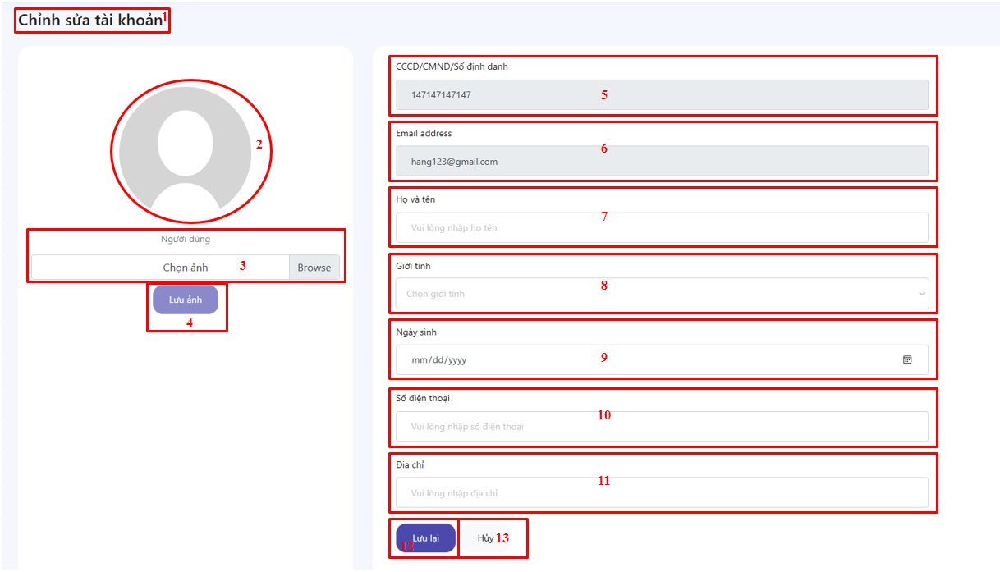 Chỉnh sửa tài khoản 1
2
Người dùng
Chọn ảnh 3 Browse
Lưu ảnh
4
CCCD/CMND/Số định danh
147147147147 5
Email address
6
hang123@gmail.com
Họ và tên
7
Vui lòng nhập họ tên
Giới tính
8
Chọn giới tính
Ngày sinh
mm/dd/yyyy 9
Số điện thoại
10
Vui lòng nhập số điện thoại
Địa chỉ
11
Vui lòng nhập địa chỉ
Lưu lại 12
Hủy 13